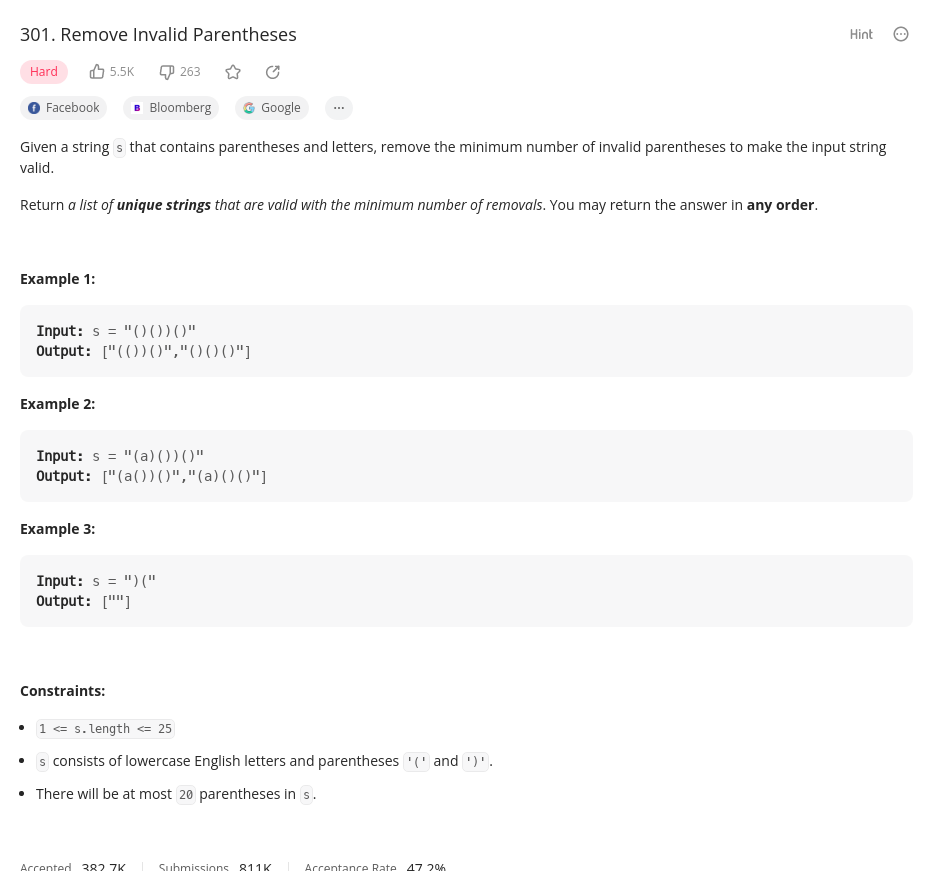 301. Remove Invalid Parentheses
Hint
Hard 5.5K 263
Facebook Bloomberg Google ...
Given a string s that contains parentheses and letters, remove the minimum number of invalid parentheses to make the input string
valid.
Return a list of unique strings that are valid with the minimum number of removals. You may return the answer in any order.
Example 1:
Input: s = "()())()"
Output: ["(())()","()()()"]
Example 2:
Input: s = "(a)())()"
Output: ["(a())()","(a)()()"]
Example 3:
Input: s = ")("
Output: [""]
Constraints:
• 1 <= s.length <= 25
• s consists of lowercase English letters and parentheses '(' and ')'.
• There will be at most 20 parentheses in s.
Accepted 382.7K Submissions 811K Acceptance Rate 47.2%